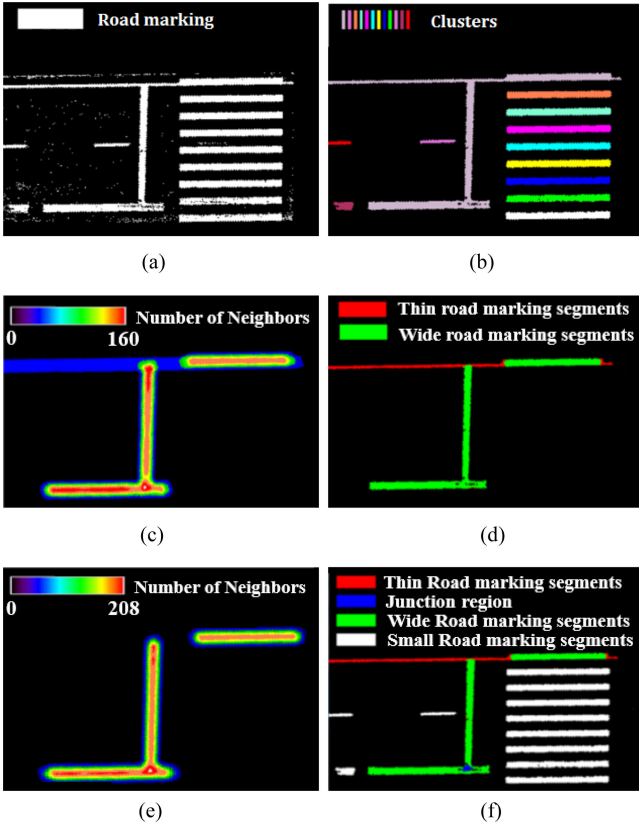 Road marking
Clusters
(a)
(b)
Number of Neighbors
0
160
Thin road marking segments
Wide road marking segments
(c)
(d)
Number of Neighbors
0
208
Thin Road marking segments
Junction region
Wide Road marking segments
Small Road marking segments
(e)
(f)